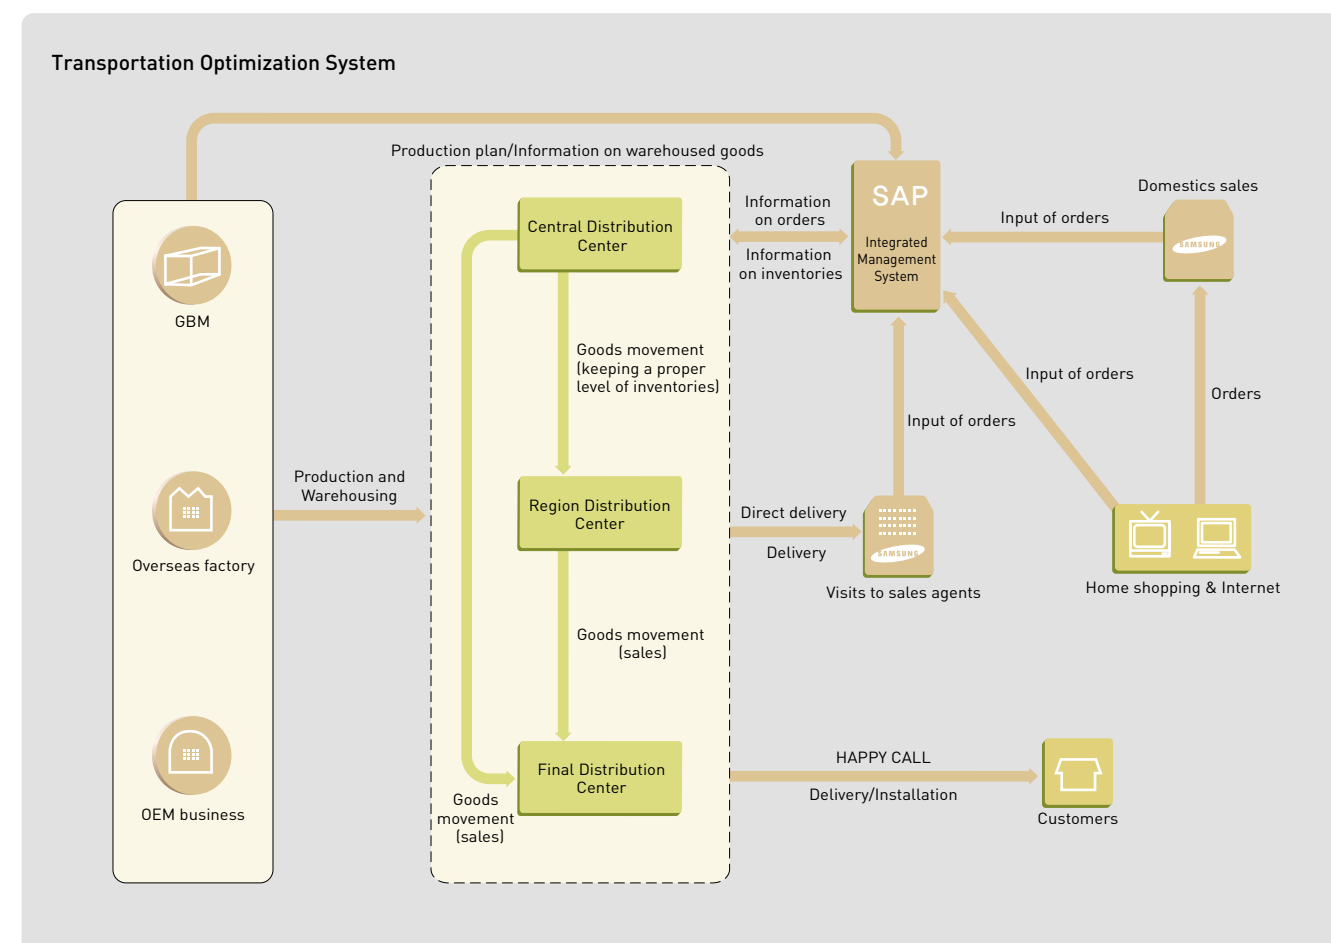 Transportation Optimization System
Production plan/Information on warehoused goods
GBM
Overseas factory
OEM business
Production and
Warehousing
Central Distribution
Center
Goods movement
(keeping a proper
level of inventories)
Region Distribution
Center
Goods movement
(sales)
Final Distribution
Center
Goods
movement
(sales)
Information
on orders
Information
on inventories
SAP
Integrated
Management
System
Input of orders
Domestics sales
SAMSUNG
Input of orders
Orders
Input of orders
Direct delivery
Delivery
SAMSUNG
Visits to sales agents
Home shopping & Internet
HAPPY CALL
Delivery/Installation
Customers